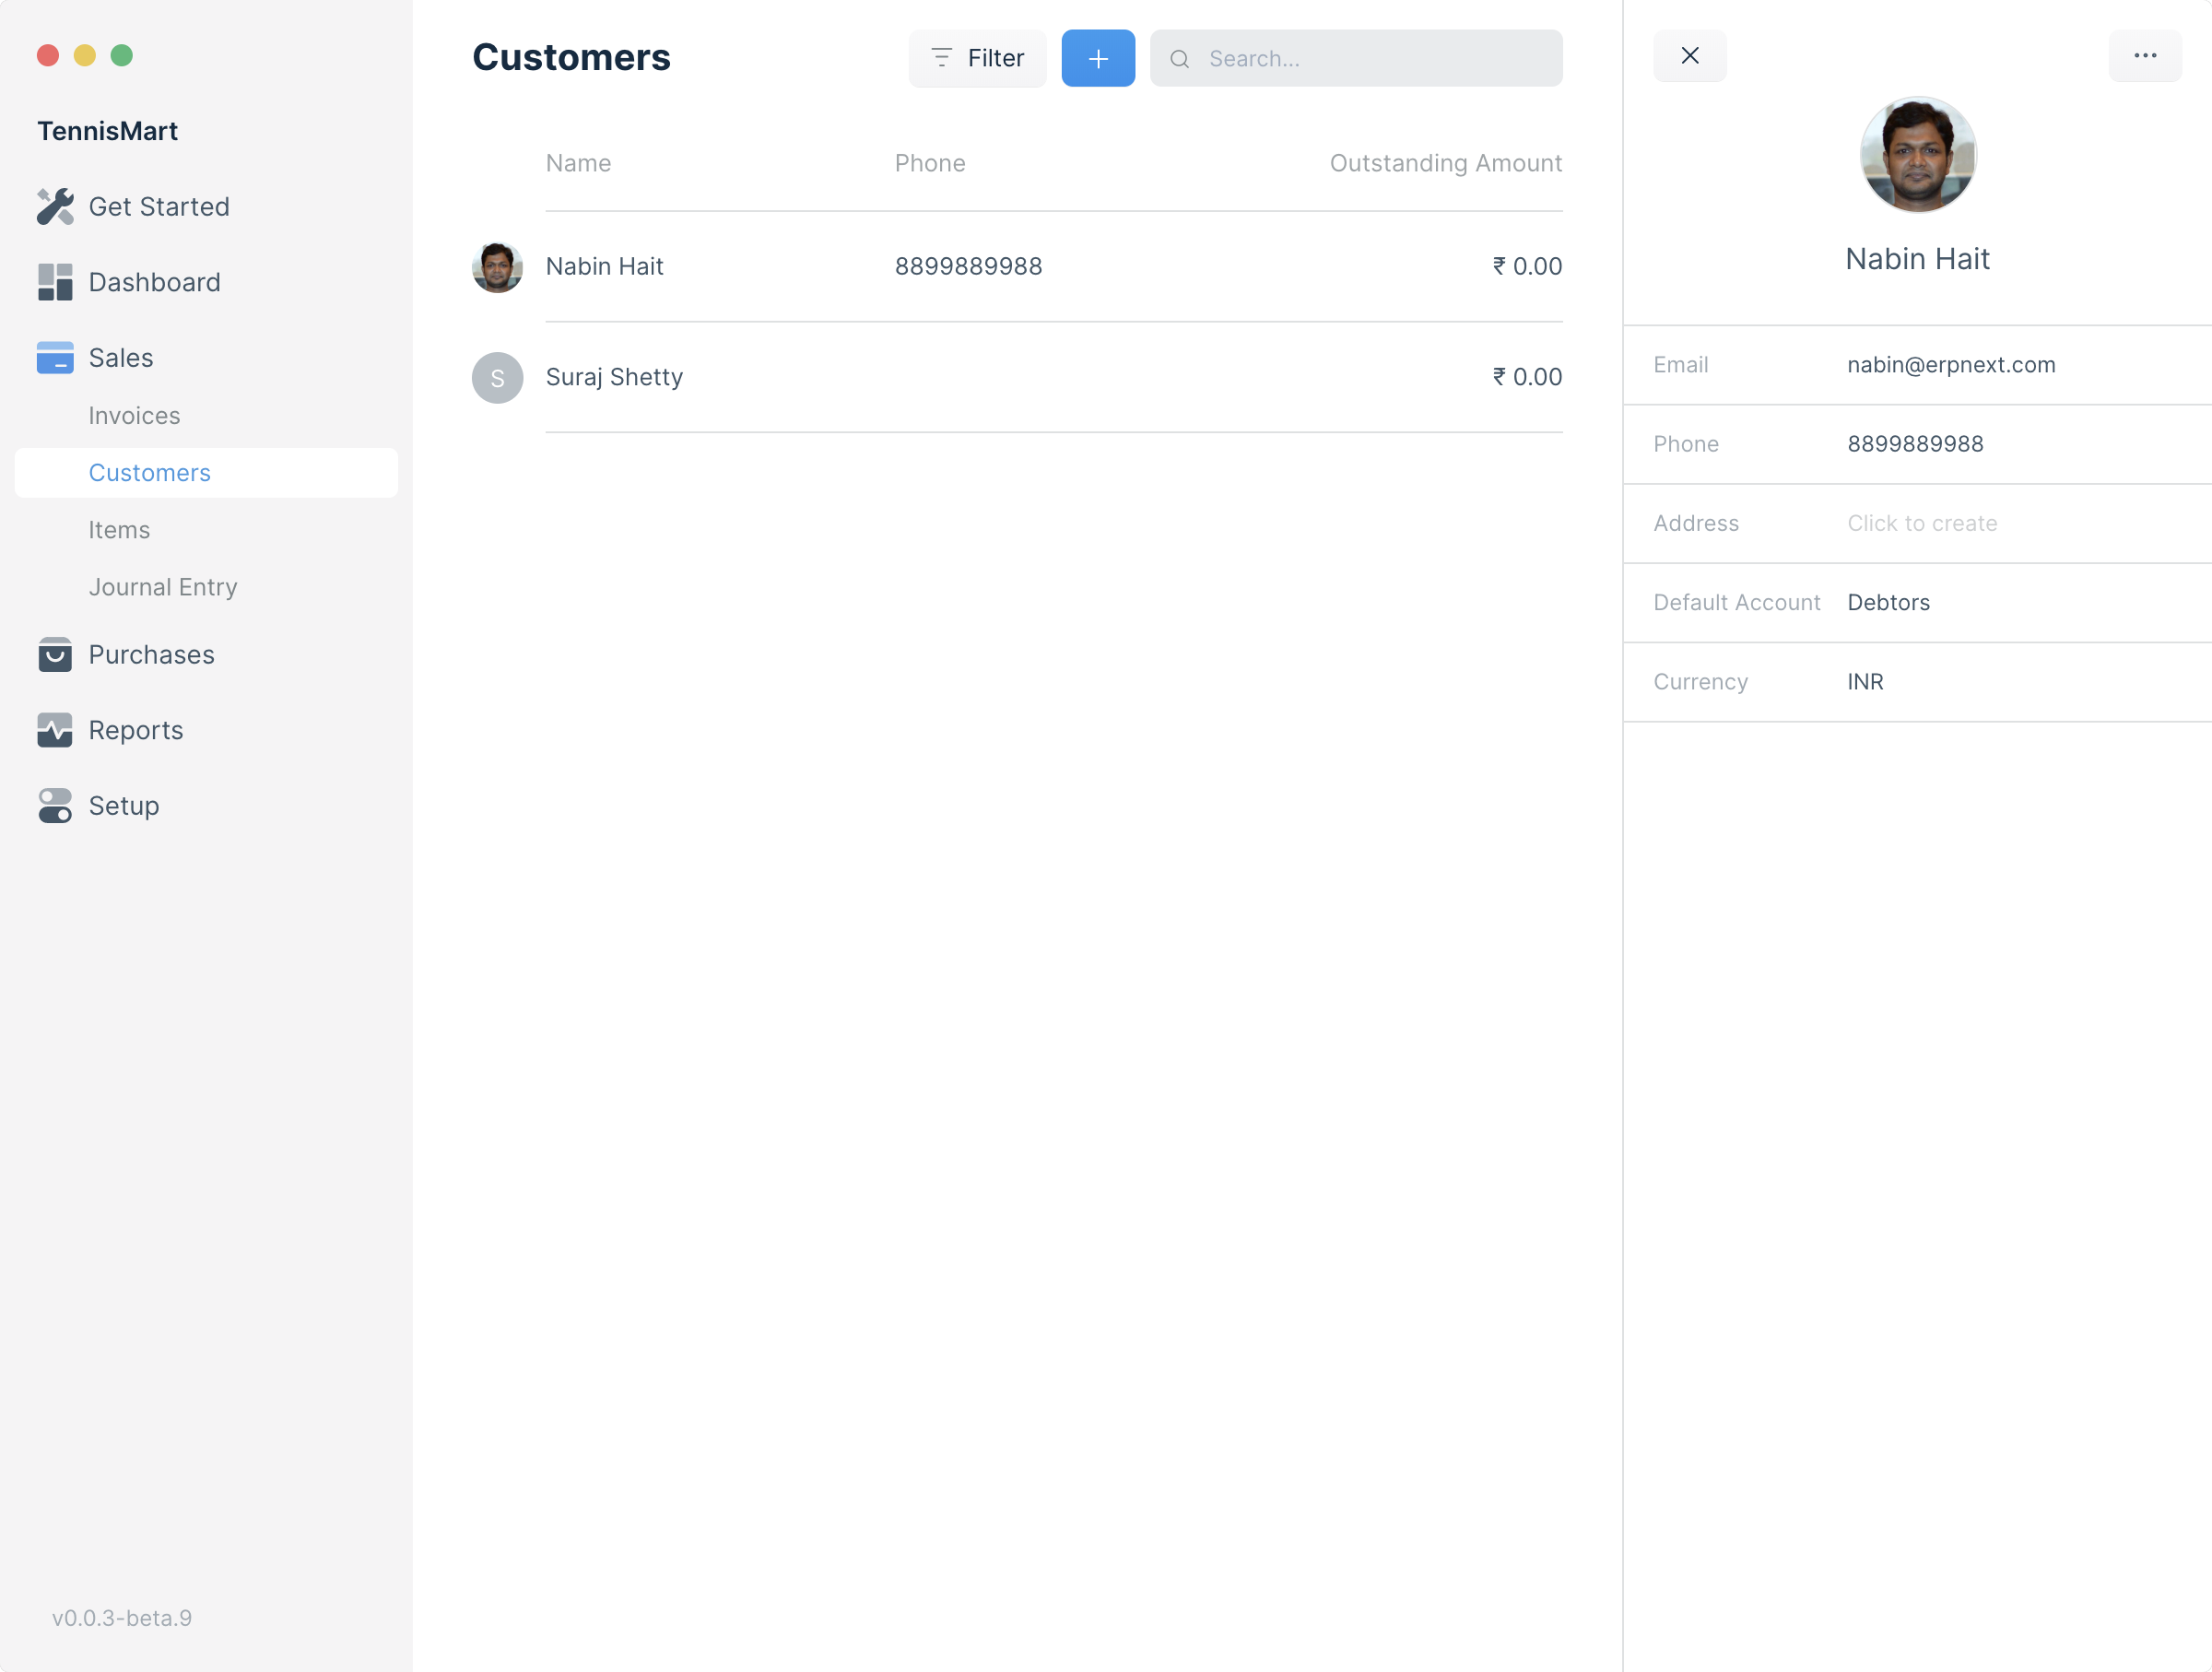 TennisMart
Get Started
Dashboard
Sales
Invoices
Customers
Items
Journal Entry
Purchases
Reports
Setup
v0.0.3-beta.9
Customers
Filter
Search...
Name Phone Outstanding Amount
Nabin Hait 8899889988 ₹ 0.00
S Suraj Shetty ₹ 0.00
Nabin Hait
Email nabin@erpnext.com
Phone 8899889988
Address Click to create
Default Account Debtors
Currency INR